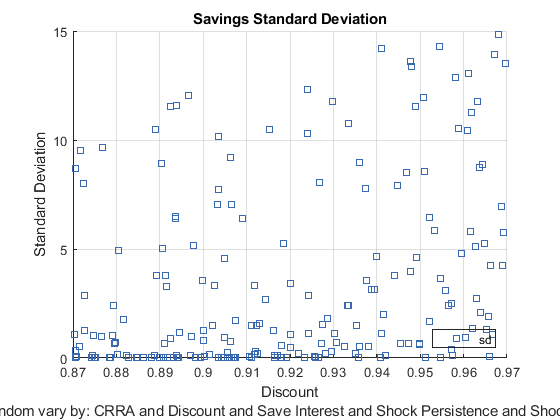 Savings Standard Deviation
15
10
5
0
Standard Deviation
0.87 0.88 0.89 0.9 0.91 0.92 0.93 0.94 0.95 0.96 0.97
sd
Discount
ndom vary by: CRRA and Discount and Save Interest and Shock Persistence and Sho